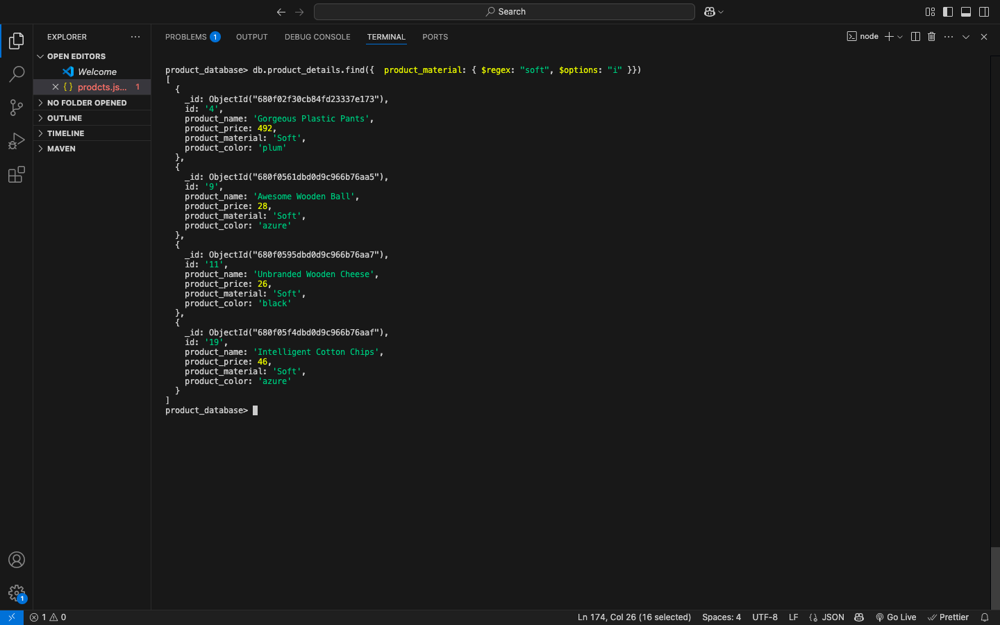 Search
EXPLORER
OPEN EDITORS
Welcome
{} prodcts.js... 1
NO FOLDER OPENED
OUTLINE
TIMELINE
MAVEN
PROBLEMS 1 OUTPUT DEBUG CONSOLE TERMINAL PORTS
node
product_database> db.product_details.find({  product_material: { $regex: "soft", $options: "i" }})
[
  {
    _id: ObjectId("680f02f30cb84fd23337e173"),
    id: '4',
    product_name: 'Gorgeous Plastic Pants',
    product_price: 492,
    product_material: 'Soft',
    product_color: 'plum'
  },
  {
    _id: ObjectId("680f0561dbd0d9c966b76aa5"),
    id: '9',
    product_name: 'Awesome Wooden Ball',
    product_price: 28,
    product_material: 'Soft',
    product_color: 'azure'
  },
  {
    _id: ObjectId("680f0595dbd0d9c966b76aa7"),
    id: '11',
    product_name: 'Unbranded Wooden Cheese',
    product_price: 26,
    product_material: 'Soft',
    product_color: 'black'
  },
  {
    _id: ObjectId("680f05f4dbd0d9c966b76aaf"),
    id: '19',
    product_name: 'Intelligent Cotton Chips',
    product_price: 46,
    product_material: 'Soft',
    product_color: 'azure'
  }
]
product_database>
1
1 0
Ln 174, Col 26 (16 selected) Spaces: 4 UTF-8 LF JSON Go Live Prettier